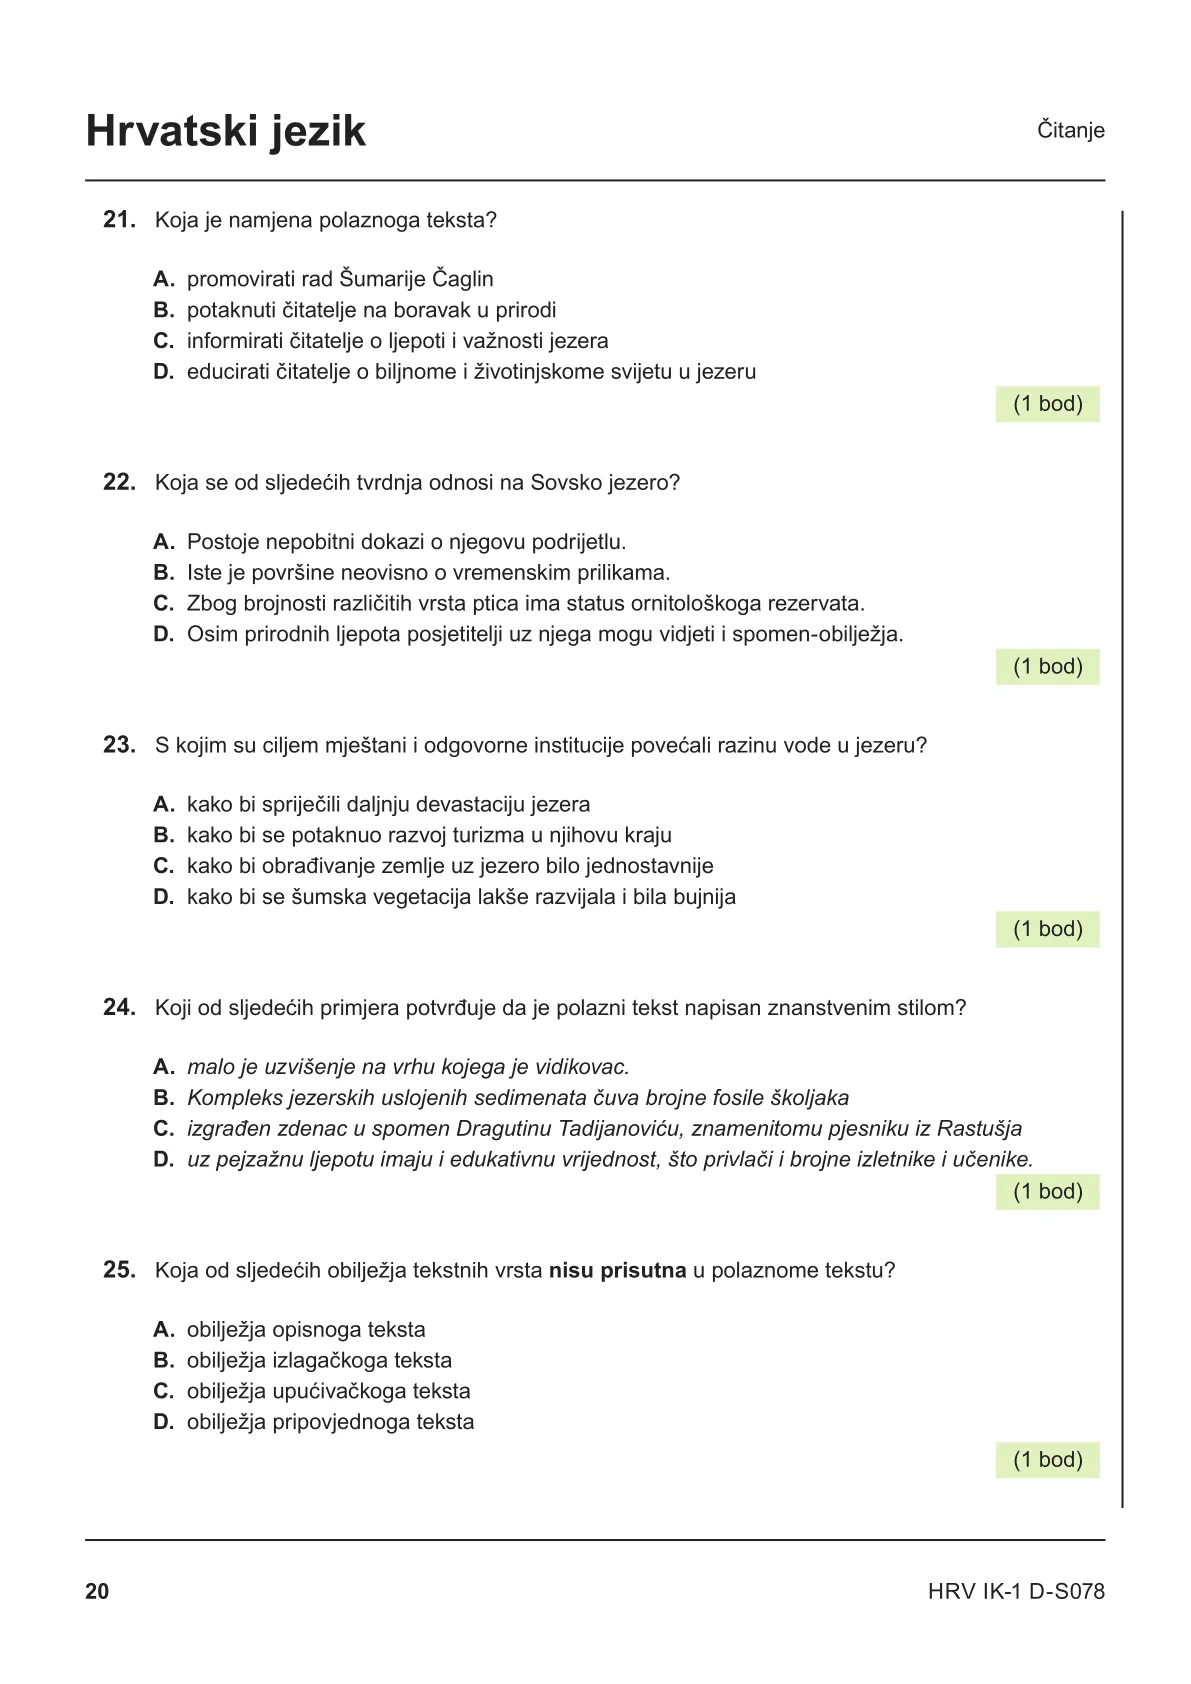 Hrvatski jezik
Čitanje
21. Koja je namjena polaznoga teksta?
A. promovirati rad Šumarije Čaglin
B. potaknuti čitatelje na boravak u prirodi
C. informirati čitatelje o ljepoti i važnosti jezera
D. educirati čitatelje o biljnome i životinjskome svijetu u jezeru
(1 bod)
22. Koja se od sljedećih tvrdnja odnosi na Sovsko jezero?
A. Postoje nepobitni dokazi o njegovu podrijetlu.
B. Iste je površine neovisno o vremenskim prilikama.
C. Zbog brojnosti različitih vrsta ptica ima status ornitološkoga rezervata.
D. Osim prirodnih ljepota posjetitelji uz njega mogu vidjeti i spomen-obilježja.
(1 bod)
23. S kojim su ciljem mještani i odgovorne institucije povećali razinu vode u jezeru?
A. kako bi spriječili daljnju devastaciju jezera
B. kako bi se potaknuo razvoj turizma u njihovu kraju
C. kako bi obrađivanje zemlje uz jezero bilo jednostavnije
D. kako bi se šumska vegetacija lakše razvijala i bila bujnija
(1 bod)
24. Koji od sljedećih primjera potvrđuje da je polazni tekst napisan znanstvenim stilom?
A. malo je uzvišenje na vrhu kojega je vidikovac.
B. Kompleks jezerskih uslojenih sedimenata čuva brojne fosile školjaka
C. izgrađen zdenac u spomen Dragutinu Tadijanoviću, znamenitomu pjesniku iz Rastušja
D. uz pejzažnu ljepotu imaju i edukativnu vrijednost, što privlači i brojne izletnike i učenike.
(1 bod)
25. Koja od sljedećih obilježja tekstnih vrsta nisu prisutna u polaznome tekstu?
A. obilježja opisnoga teksta
B. obilježja izlagačkoga teksta
C. obilježja upućivačkoga teksta
D. obilježja pripovjednoga teksta
(1 bod)
20
HRV IK-1 D-S078